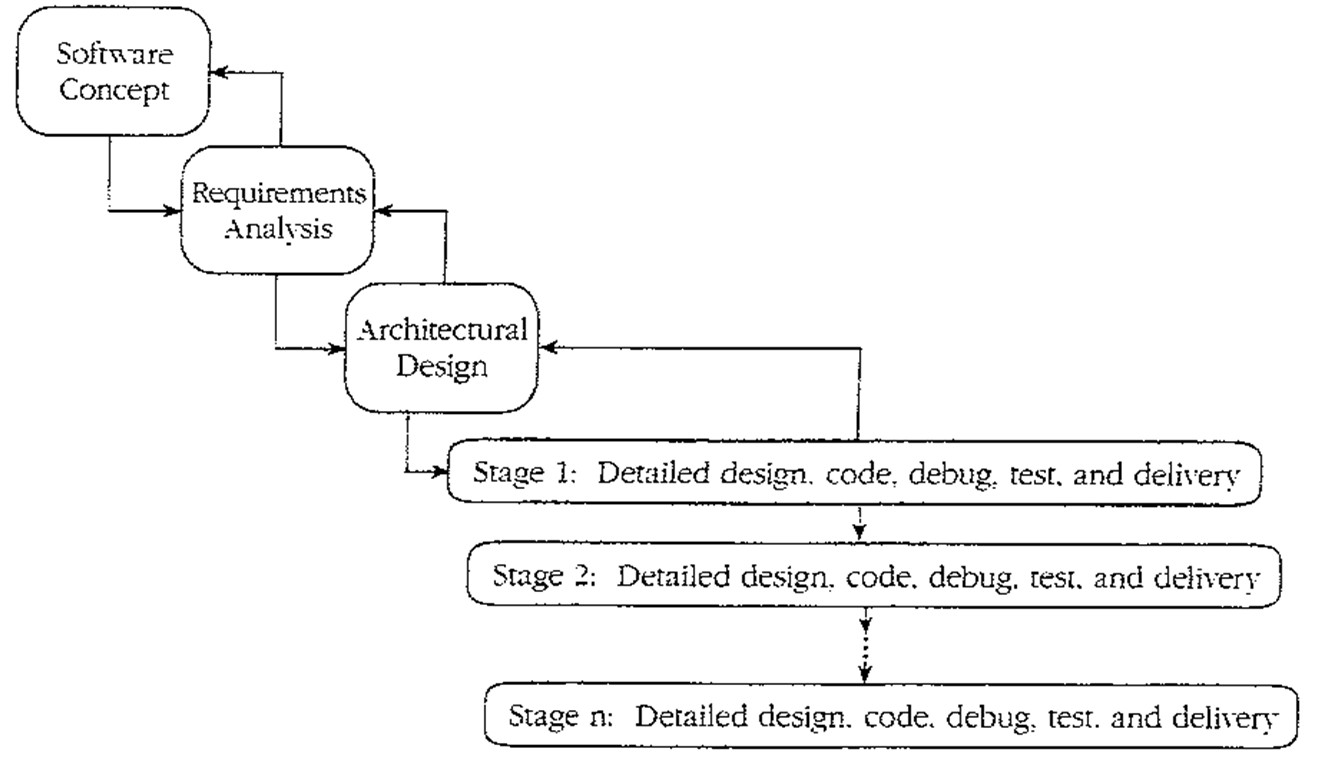 Software
Concept
Requirements
Analysis
Architectural
Design
Stage 1: Detailed design, code, debug, test, and delivery
Stage 2: Detailed design, code, debug, test, and delivery
Stage n: Detailed design, code, debug, test, and delivery